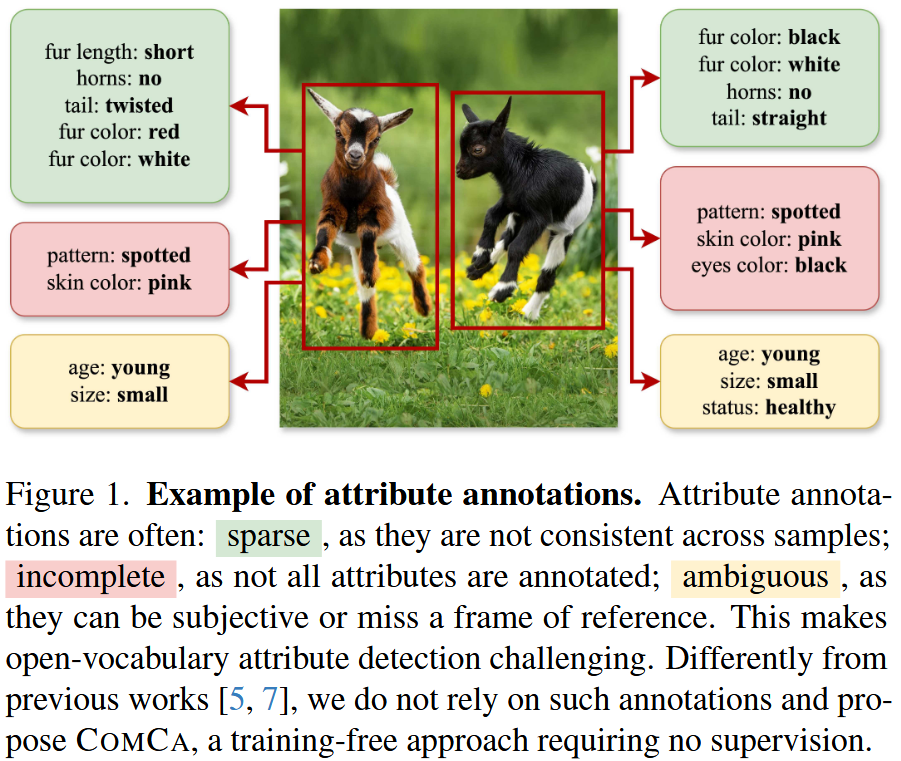 fur length: short
horns: no
tail: twisted
fur color: red
fur color: white
pattern: spotted
skin color: pink
age: young
size: small
fur color: black
fur color: white
horns: no
tail: straight
pattern: spotted
skin color: pink
eyes color: black
age: young
size: small
status: healthy
Figure 1. Example of attribute annotations. Attribute annota-
tions are often: sparse , as they are not consistent across samples;
incomplete , as not all attributes are annotated; ambiguous , as
they can be subjective or miss a frame of reference. This makes
open-vocabulary attribute detection challenging. Differently from
previous works [5, 7], we do not rely on such annotations and pro-
pose COMCA, a training-free approach requiring no supervision.